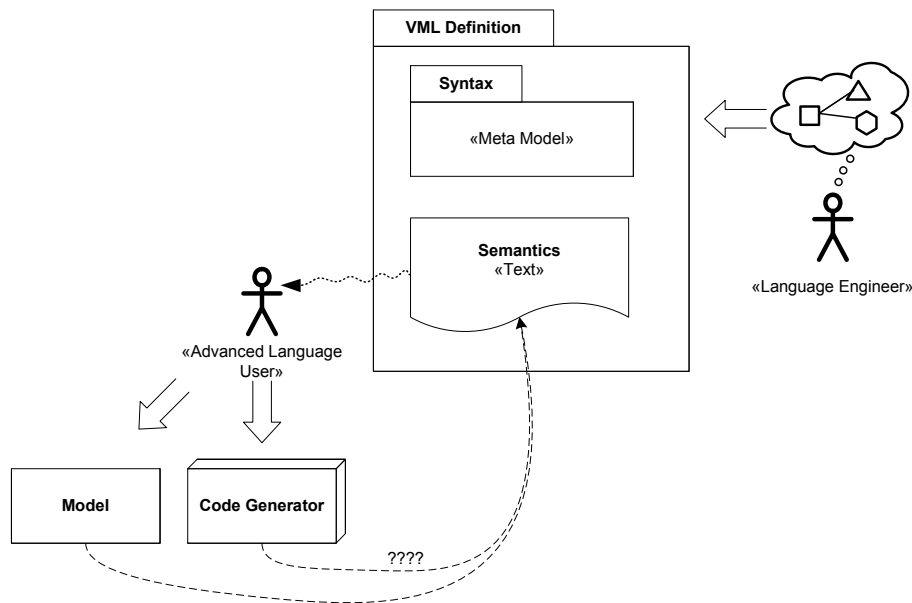 VML Definition
Syntax
«Meta Model»
Semantics
«Text»
«Language Engineer»
«Advanced Language
User»
Model
Code Generator
????